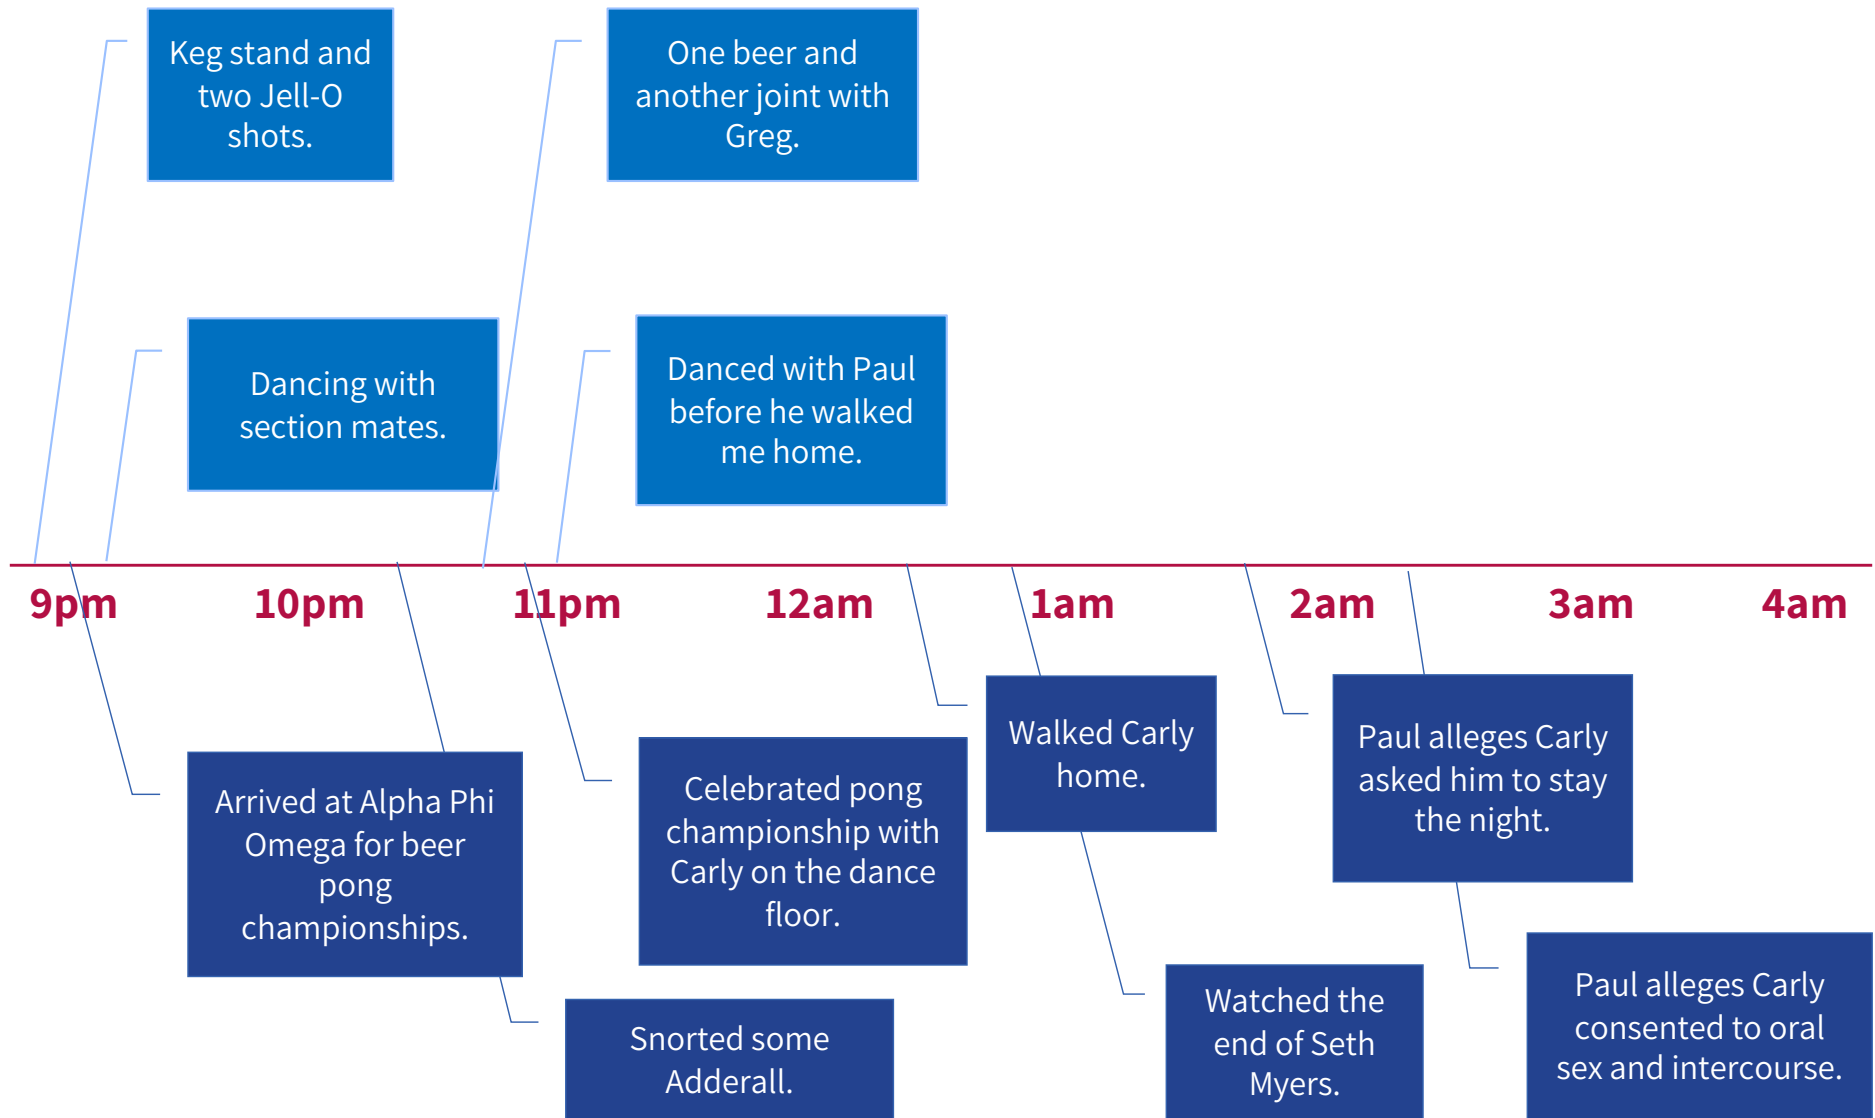 Keg stand and
two Jell-O
shots.
One beer and
another joint with
Greg.
Dancing with
section mates.
Danced with Paul
before he walked
me home.
9pm
10pm
11pm
12am
1am
2am
3am
4am
Arrived at Alpha Phi
Omega for beer
pong
championships.
Celebrated pong
championship with
Carly on the dance
floor.
Walked Carly
home.
Paul alleges Carly
asked him to stay
the night.
Snorted some
Adderall.
Watched the
end of Seth
Myers.
Paul alleges Carly
consented to oral
sex and intercourse.